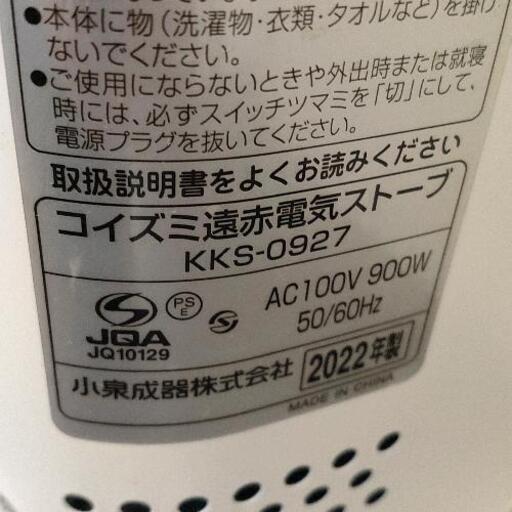 ●本体に物(洗濯物・衣類・タオルなど)を掛け
ないでください。
●ご使用にならないときや外出時または就寝
時には、必ずスイッチツマミを「切」にして、
電源プラグを抜いてください。
取扱説明書をよくお読みください
コイズミ遠赤電気ストーブ
KKS-0927
PS
E
AC100V 900W
50/60Hz
JQA
JQ10129
小泉成器株式会社
2022年製
MADE IN CHINA